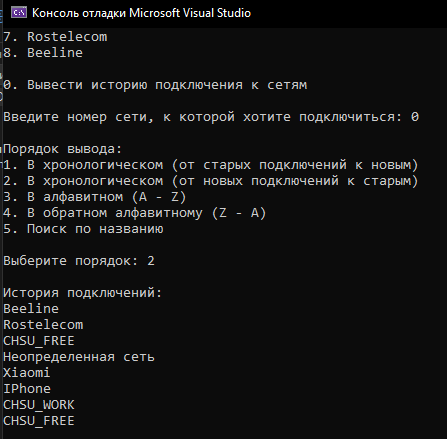 Консоль отладки Microsoft Visual Studio
7. Rostelecom
8. Beeline
0. Вывести историю подключения к сетям
Введите номер сети, к которой хотите подключиться: 0
Порядок вывода:
1. В хронологическом (от старых подключений к новым)
2. В хронологическом (от новых подключений к старым)
3. В алфавитном (A - Z)
4. В обратном алфавитному (Z - A)
5. Поиск по названию
Выберите порядок: 2
История подключений:
Beeline
Rostelecom
CHSU_FREE
Неопределенная сеть
Xiaomi
IPhone
CHSU_WORK
CHSU_FREE